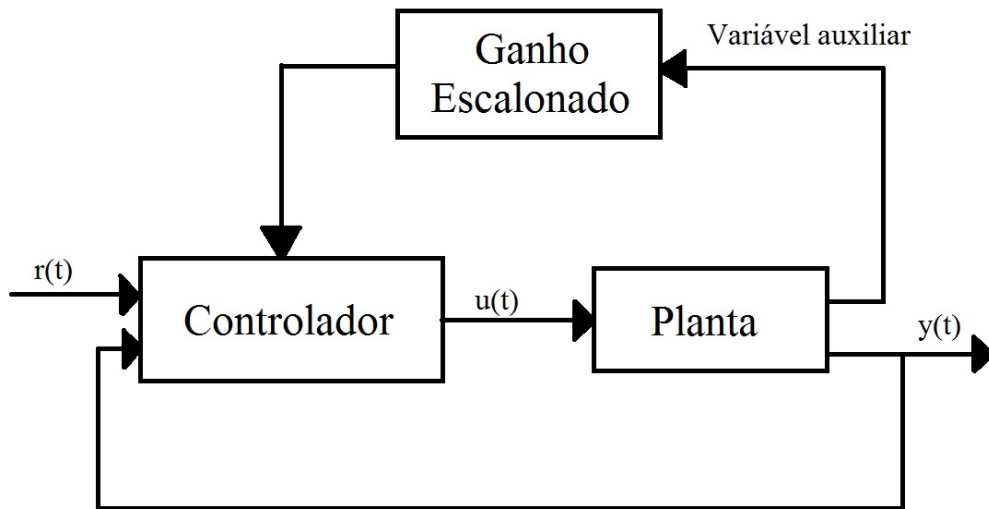 Variável auxiliar
Ganho
Escalonado
r(t)
Controlador
u(t)
Planta
y(t)